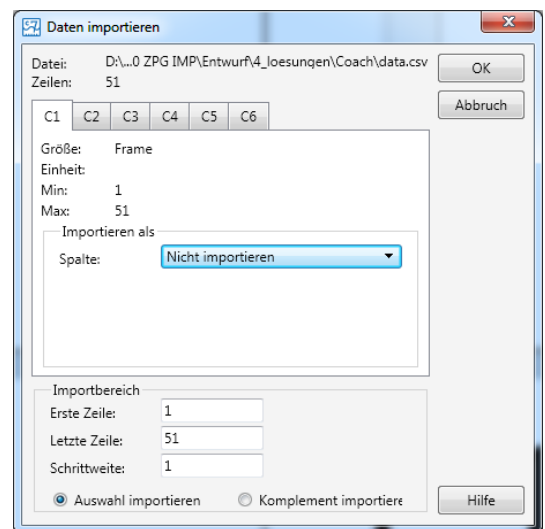 Daten importieren
Datei: D:\...0 ZPG IMP\Entwurf\4_loesungen\Coach\data.csv
Zeilen: 51
OK
Abbruch
C1 C2 C3 C4 C5 C6
Größe: Frame
Einheit:
Min: 1
Max: 51
Importieren als
Spalte: Nicht importieren
Importbereich
Erste Zeile: 1
Letzte Zeile: 51
Schrittweite: 1
Auswahl importieren Komplement importiere
Hilfe